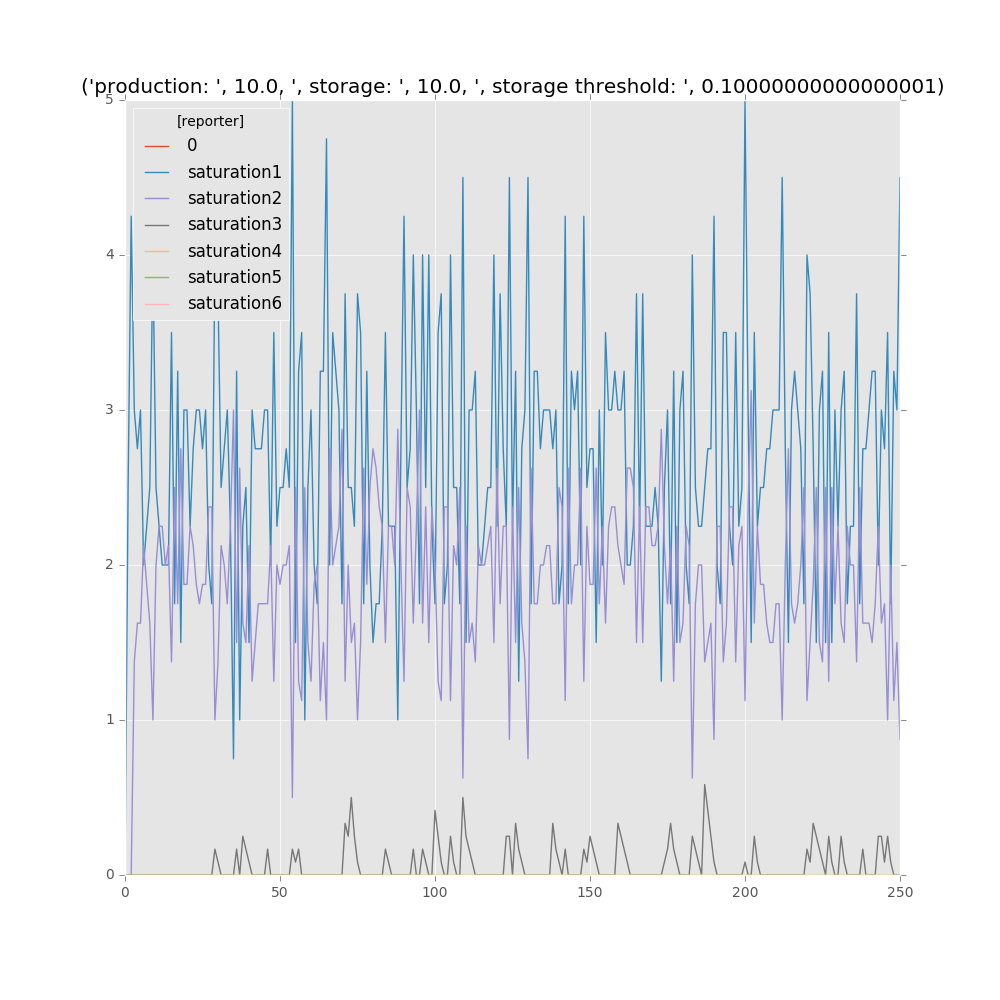 ('production: ', 10.0, ', storage: ', 10.0, ', storage threshold: ', 0.10000000000000001)
[reporter]
0
saturation1
saturation2
saturation3
saturation4
saturation5
saturation6
5
4
3
2
1
0
0 50 100 150 200 250